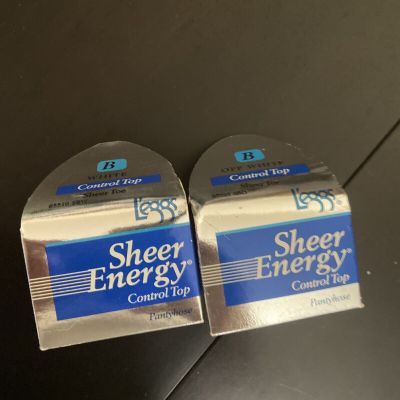 B
WHITE
Control Top
Sheer Toe
L'eggs
Sheer
Energy®
Control Top
Pantyhose
B
OFF WHITE
Control Top
Sheer Toe
L'eggs
Sheer
Energy®
Control Top
Pantyhose